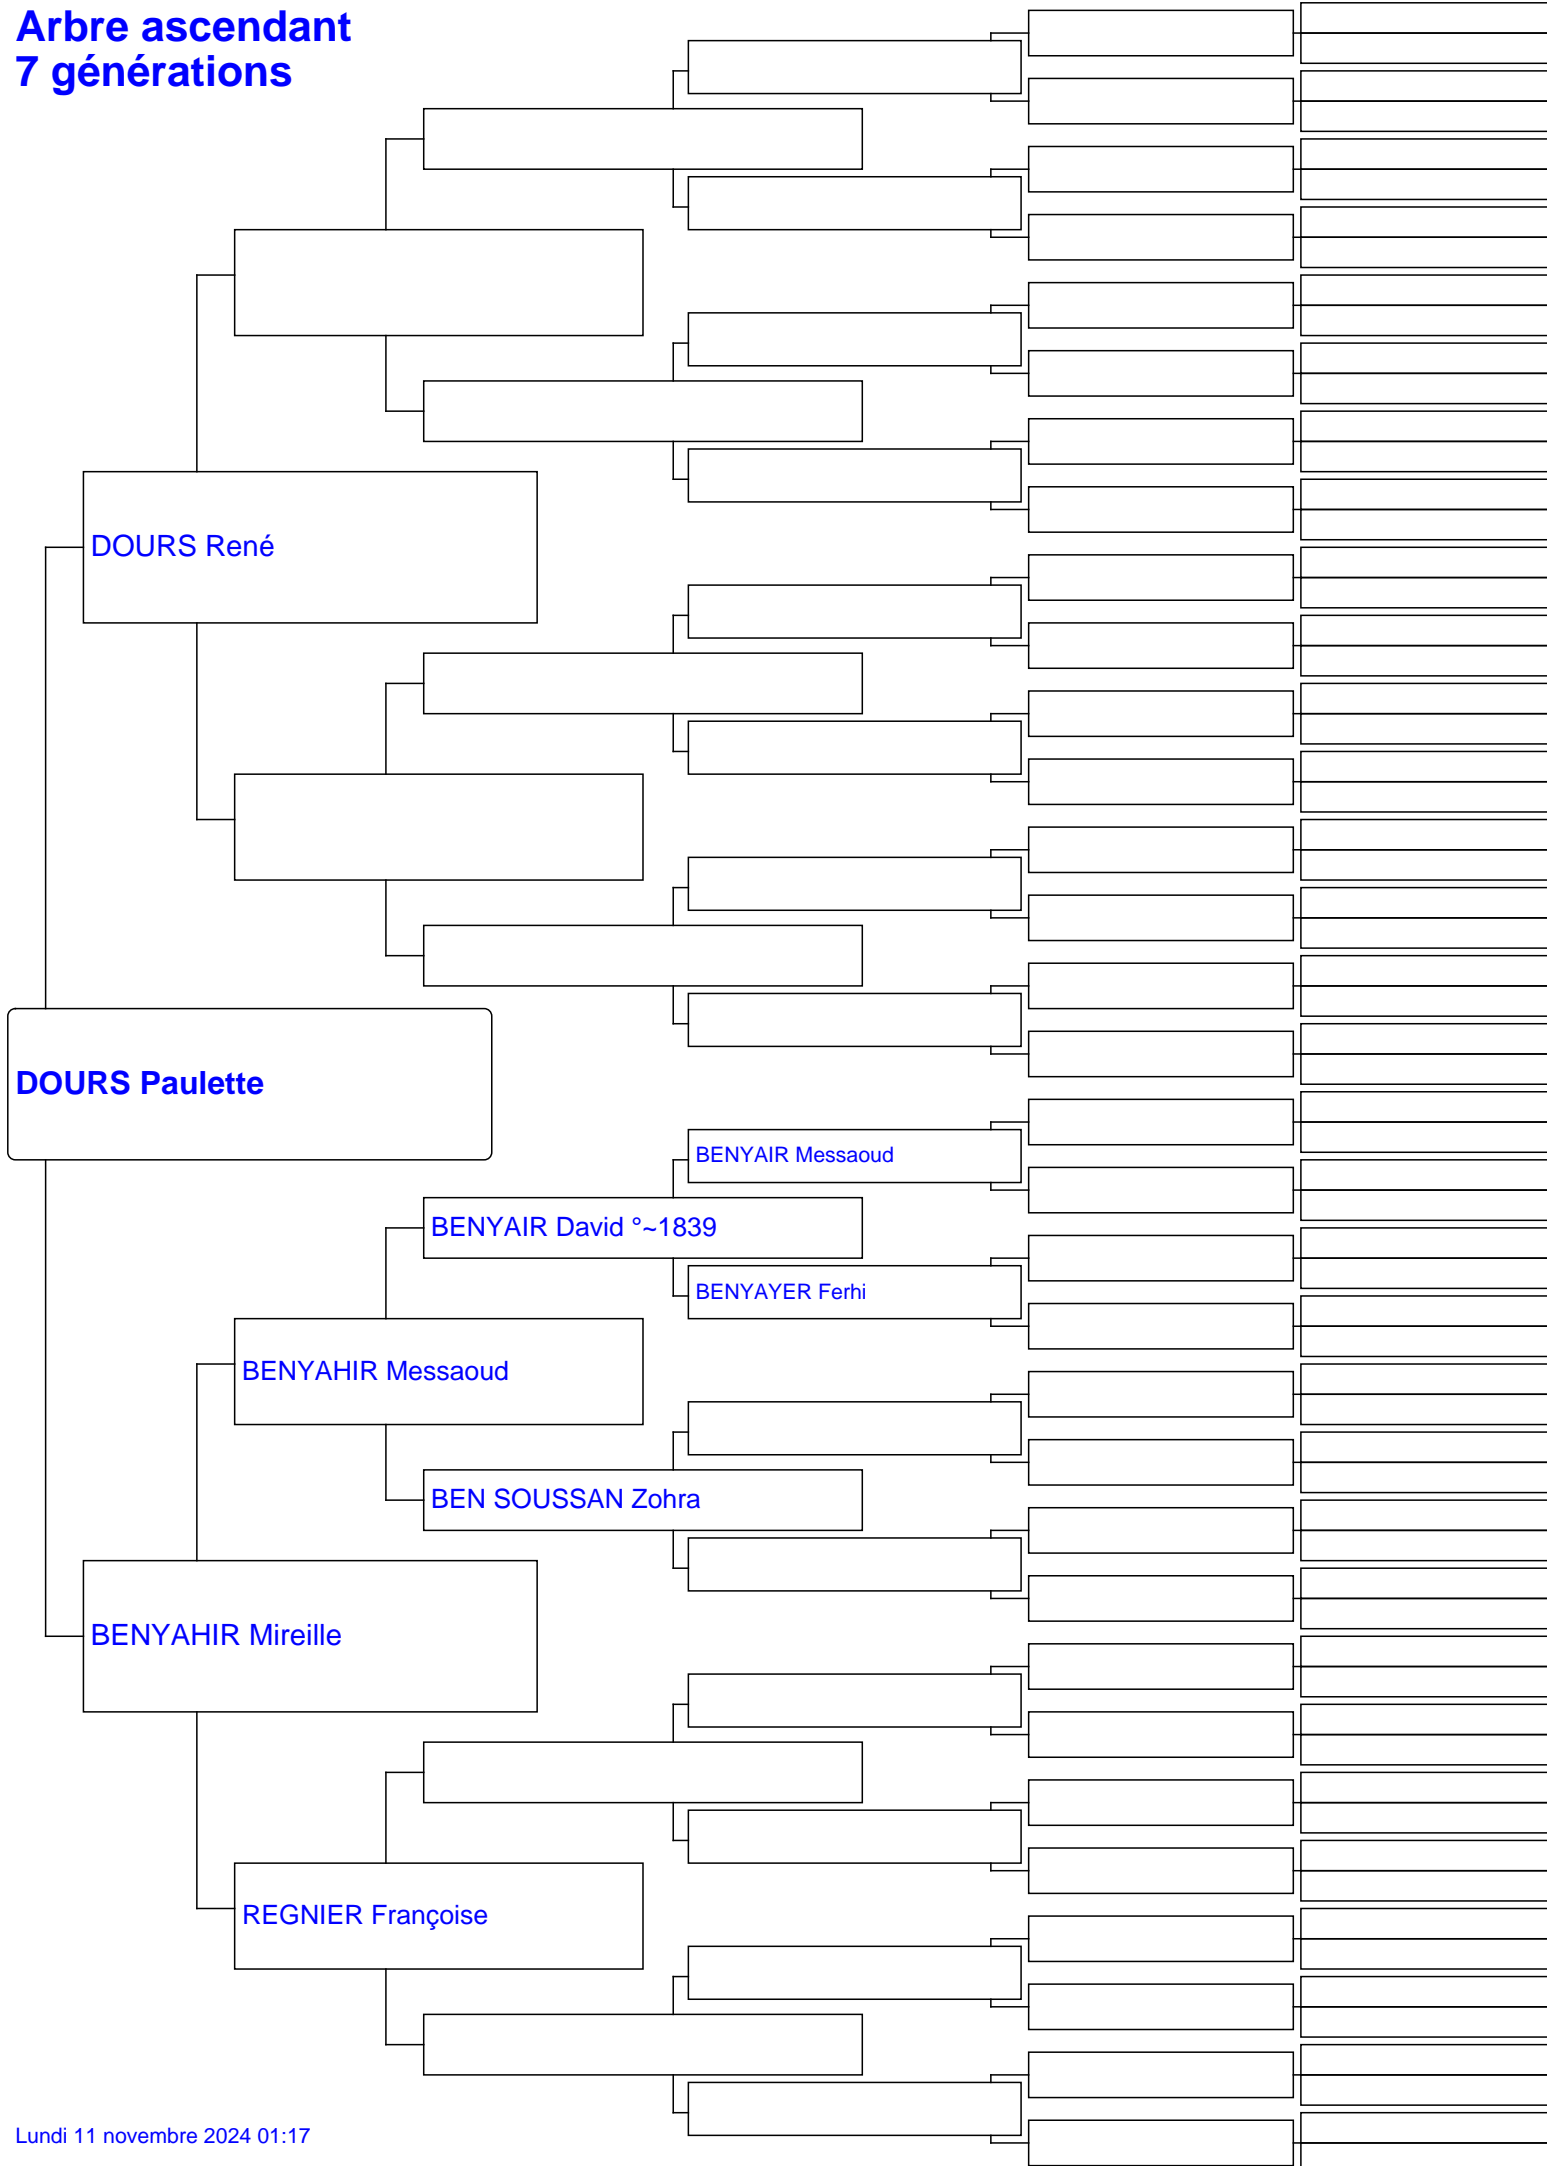 Arbre ascendant
7 générations
DOURS René
DOURS Paulette
BENYAIR Messaoud
BENYAIR David °~1839
BENYAYER Ferhi
BENYAHIR Messaoud
BEN SOUSSAN Zohra
BENYAHIR Mireille
REGNIER Françoise
Lundi 11 novembre 2024 01:17